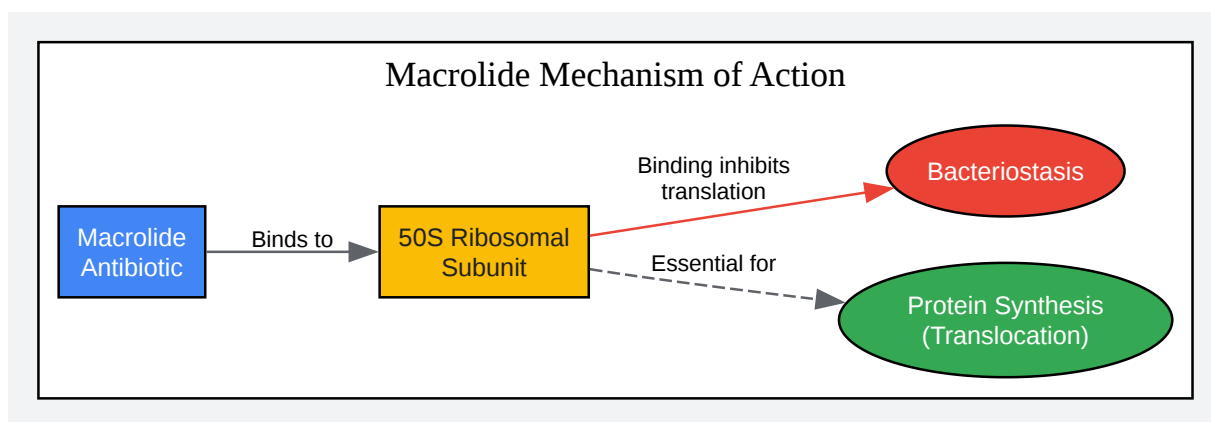 Macrolide Mechanism of Action
Macrolide
Antibiotic
Binds to
50S Ribosomal
Subunit
Binding inhibits
translation
Bacteriostasis
Essential for
Protein Synthesis
(Translocation)